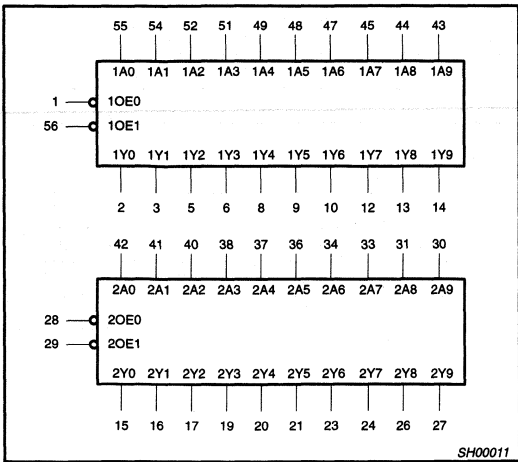 55 54 52 51 49 48 47 45 44 43
1A0 1A1 1A2 1A3 1A4 1A5 1A6 1A7 1A8 1A9
1 1OE0
56 1OE1
1Y0 1Y1 1Y2 1Y3 1Y4 1Y5 1Y6 1Y7 1Y8 1Y9
2 3 5 6 8 9 10 12 13 14
42 41 40 38 37 36 34 33 31 30
2A0 2A1 2A2 2A3 2A4 2A5 2A6 2A7 2A8 2A9
28 2OE0
29 2OE1
2Y0 2Y1 2Y2 2Y3 2Y4 2Y5 2Y6 2Y7 2Y8 2Y9
15 16 17 19 20 21 23 24 26 27
SH00011